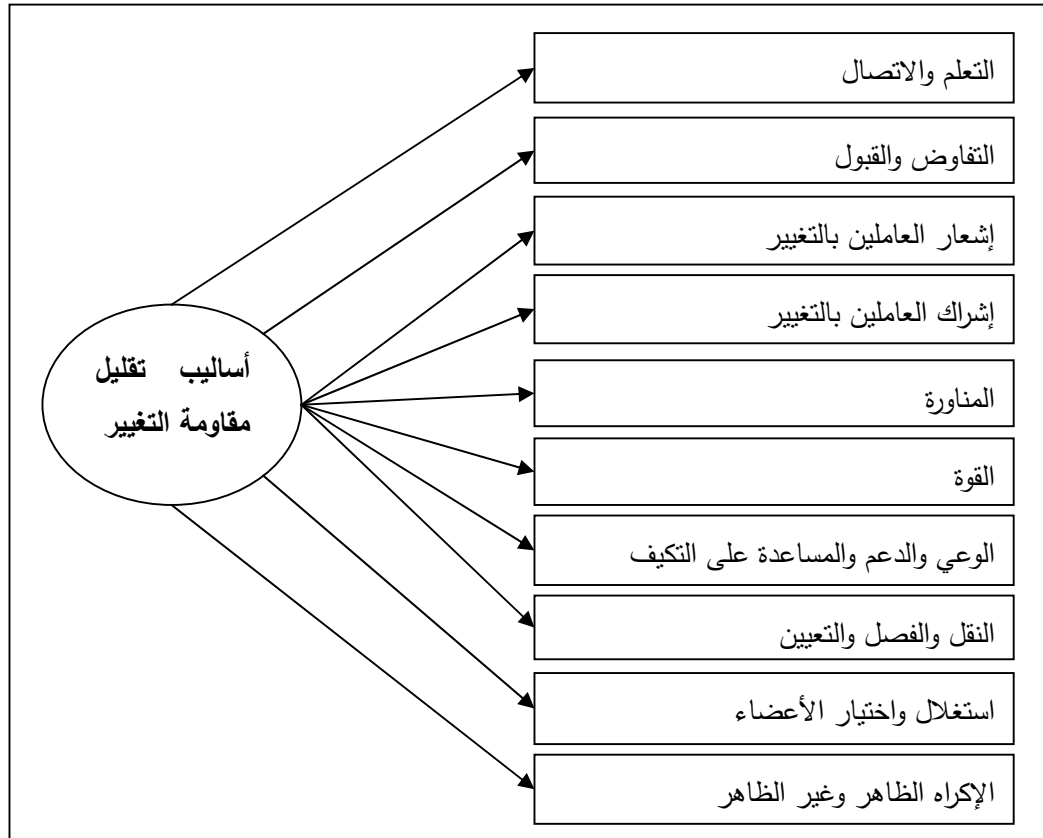 التعلم والاتصال
التفاوض والقبول
إشعار العاملين بالتغيير
إشراك العاملين بالتغيير
المناورة
القوة
الوعي والدعم والمساعدة على التكيف
النقل والفصل والتعيين
استغلال واختيار الأعضاء
الإكراه الظاهر وغير الظاهر
أساليب تقليل
مقاومة التغيير